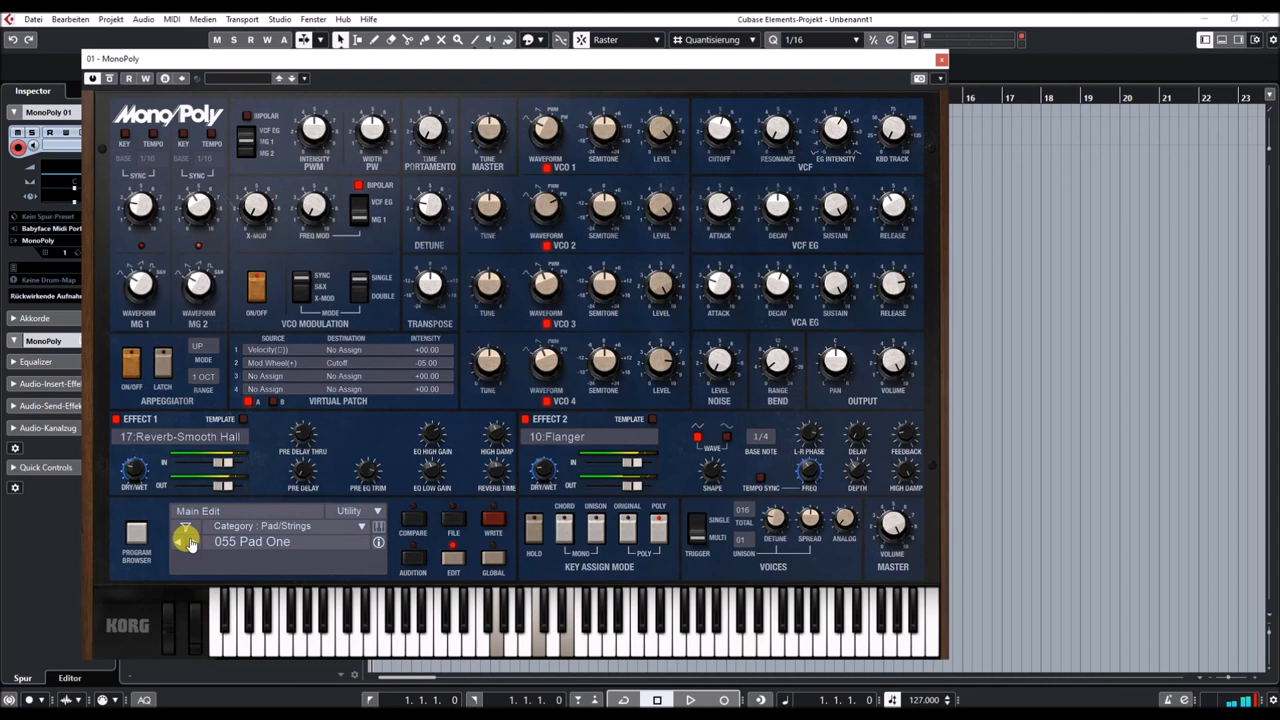 Datei Bearbeiten Projekt Audio MIDI Medien Transport Studio Fenster Hub Hilfe
Cubase Elements-Projekt - Unbenannt1
M S R W A
Raster
Quantisierung
1/16
01 - MonoPoly
R W
Inspector
MonoPoly 01
Kein Spur-Preset
Babyface Midi Port
MonoPoly
Keine Drum-Map
Rückwirkende Aufnahm
Akkorde
MonoPoly
Equalizer
Audio-Insert-Effek
Audio-Send-Effek
Audio-Kanalzug
Quick Controls
16 17 18 19 20 21 22 23
Mono/Poly
KEY TEMPO KEY TEMPO
BASE 1/16 BASE 1/16
SYNC SYNC
WAVEFORM MG 1
WAVEFORM MG 2
BIPOLAR
VCF EG
MG 1
MG 2
INTENSITY PWM
WIDTH PW
TIME PORTAMENTO
TUNE MASTER
WAVEFORM SEMITONE LEVEL
VCO 1
CUTOFF RESONANCE EG INTENSITY KBD TRACK
VCF
BIPOLAR
VCF EG
MG 1
X-MOD FREQ MOD
DETUNE
TUNE WAVEFORM SEMITONE LEVEL
VCO 2
ATTACK DECAY SUSTAIN RELEASE
VCF EG
ON/OFF
SYNC
S&X
X-MOD
MODE
SINGLE
DOUBLE
VCO MODULATION
TRANSPOSE
TUNE WAVEFORM SEMITONE LEVEL
VCO 3
ATTACK DECAY SUSTAIN RELEASE
VCA EG
ON/OFF LATCH
UP
MODE
1 OCT
RANGE
ARPEGGIATOR
SOURCE DESTINATION INTENSITY
1 No Assign +00.00
2 Mod Wheel(+) Cutoff -05.00
3 No Assign No Assign +00.00
4 No Assign No Assign +00.00
A B VIRTUAL PATCH
TUNE WAVEFORM SEMITONE LEVEL
VCO 4
LEVEL NOISE
RANGE BEND
PAN VOLUME
OUTPUT
EFFECT 1 TEMPLATE
17:Reverb-Smooth Hall
DRY/WET IN OUT
PRE DELAY THRU EQ HIGH GAIN HIGH DAMP
PRE DELAY PRE EQ TRIM EQ LOW GAIN REVERB TIME
EFFECT 2 TEMPLATE
10:Flanger
DRY/WET IN OUT
WAVE
1/4
BASE NOTE
L-R PHASE DELAY FEEDBACK
SHAPE TEMPO SYNC FREQ DEPTH HIGH DAMP
PROGRAM BROWSER
Main Edit Utility
Category : Pad/Strings
055 Pad One
COMPARE FILE WRITE
AUDITION EDIT GLOBAL
HOLD CHORD UNISON ORIGINAL POLY
MONO POLY
KEY ASSIGN MODE
SINGLE
MULTI
TRIGGER
016
TOTAL
01
UNISON
DETUNE SPREAD ANALOG
VOICES
VOLUME
MASTER
KORG
Spur Editor
AQ
1. 1. 1. 0
1. 1. 1. 0
1. 1. 1. 0
127.000